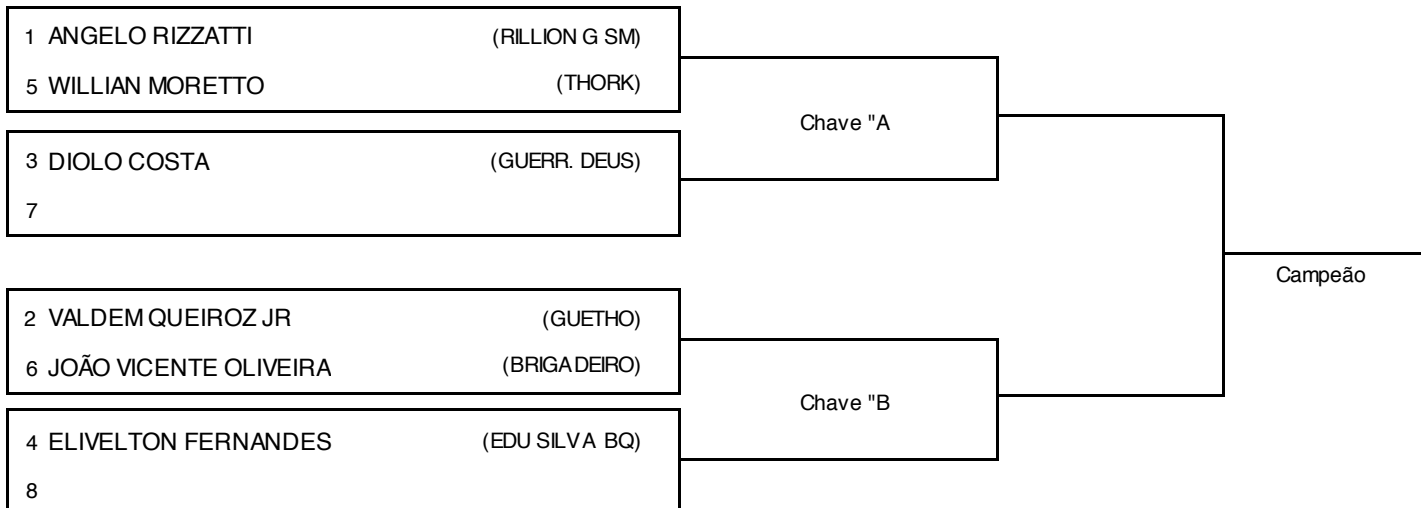 1 ANGELO RIZZATTI (RILLION G SM)
5 WILLIAN MORETTO (THORK)
Chave "A
3 DIOLO COSTA (GUERR. DEUS)
7
Campeão
2 VALDEM QUEIROZ JR (GUETHO)
6 JOÃO VICENTE OLIVEIRA (BRIGADEIRO)
Chave "B
4 ELIVELTON FERNANDES (EDU SILVA BQ)
8